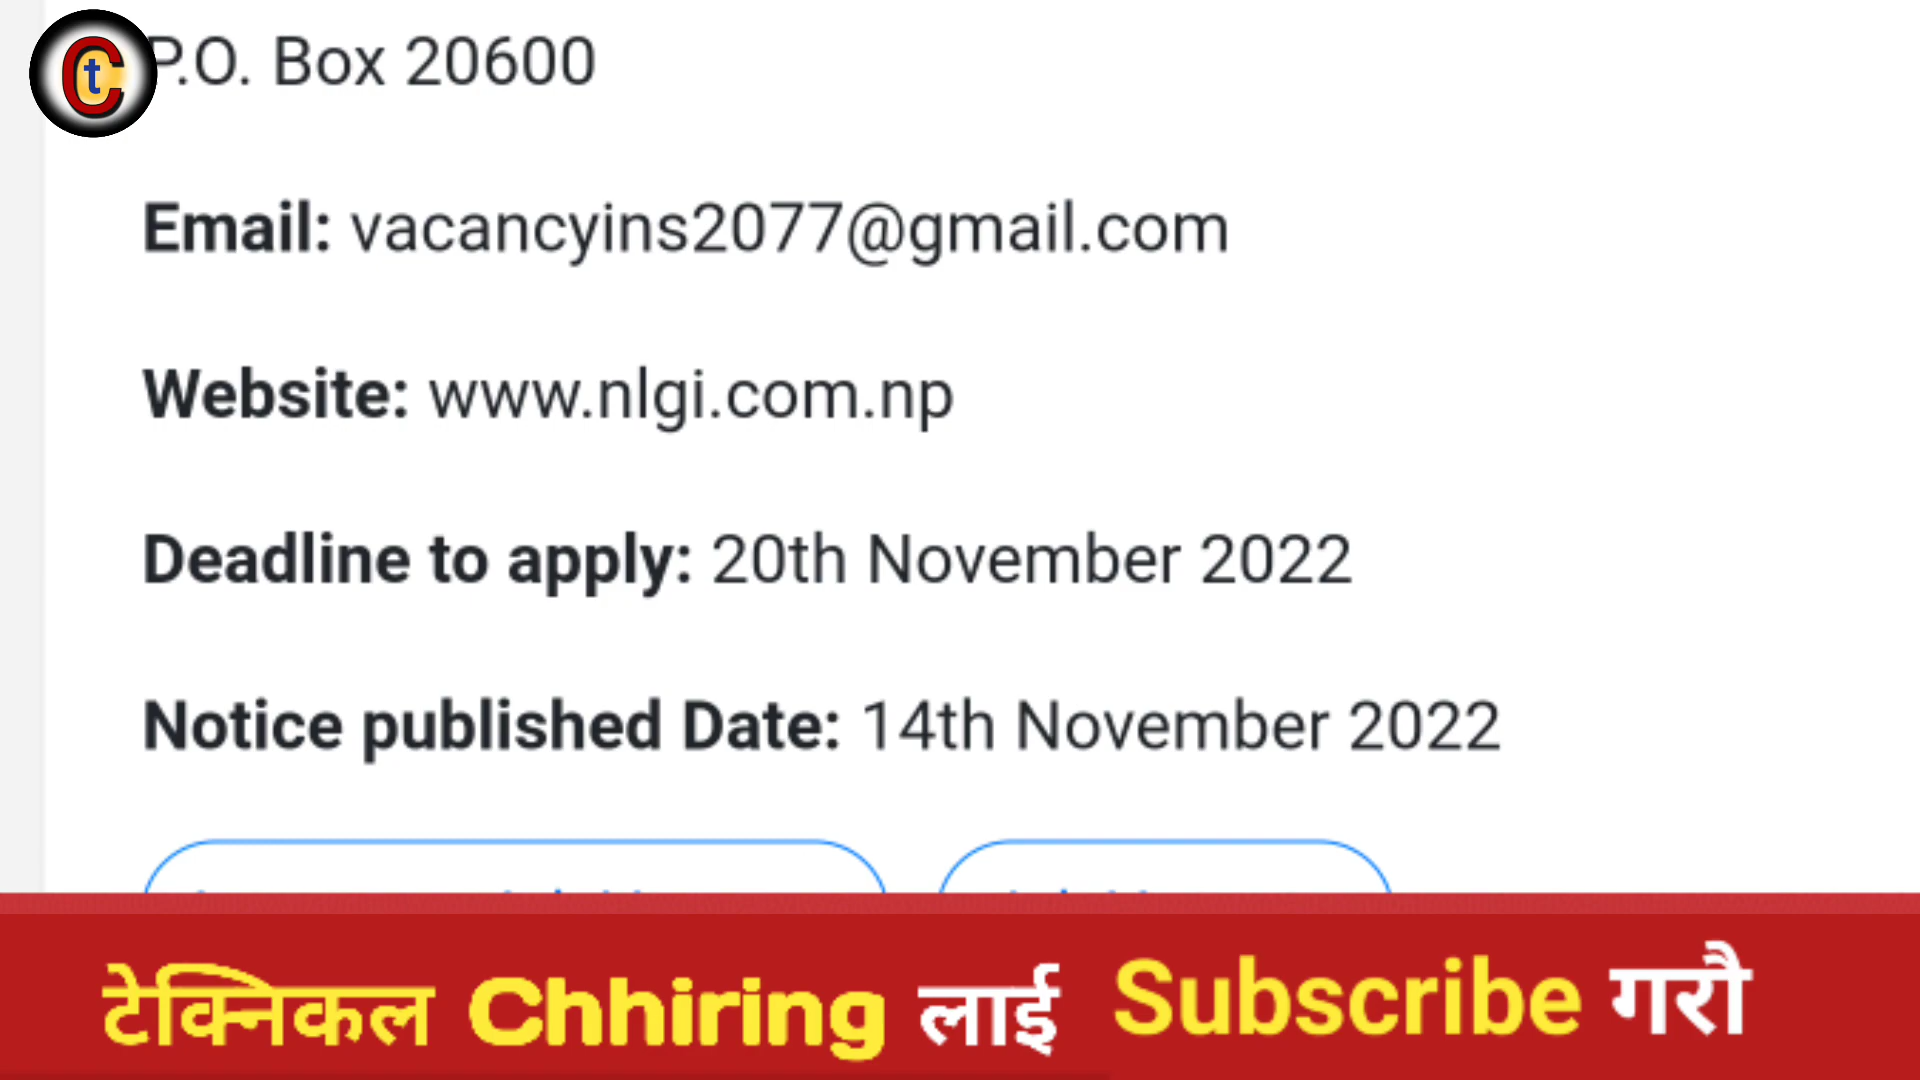 Ct
P.O. Box 20600
Email: vacancyins2077@gmail.com
Website: www.nlgi.com.np
Deadline to apply: 20th November 2022
Notice published Date: 14th November 2022
टेक्निकल Chhiring लाई Subscribe गरौ